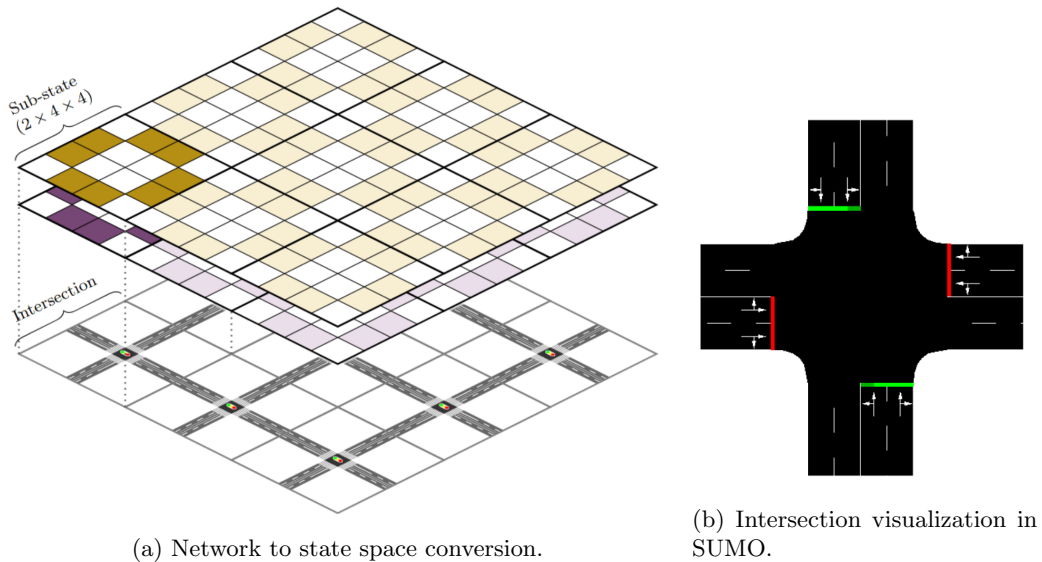 Sub-state
(2 × 4 × 4)
Intersection
(a) Network to state space conversion.
(b) Intersection visualization in
SUMO.